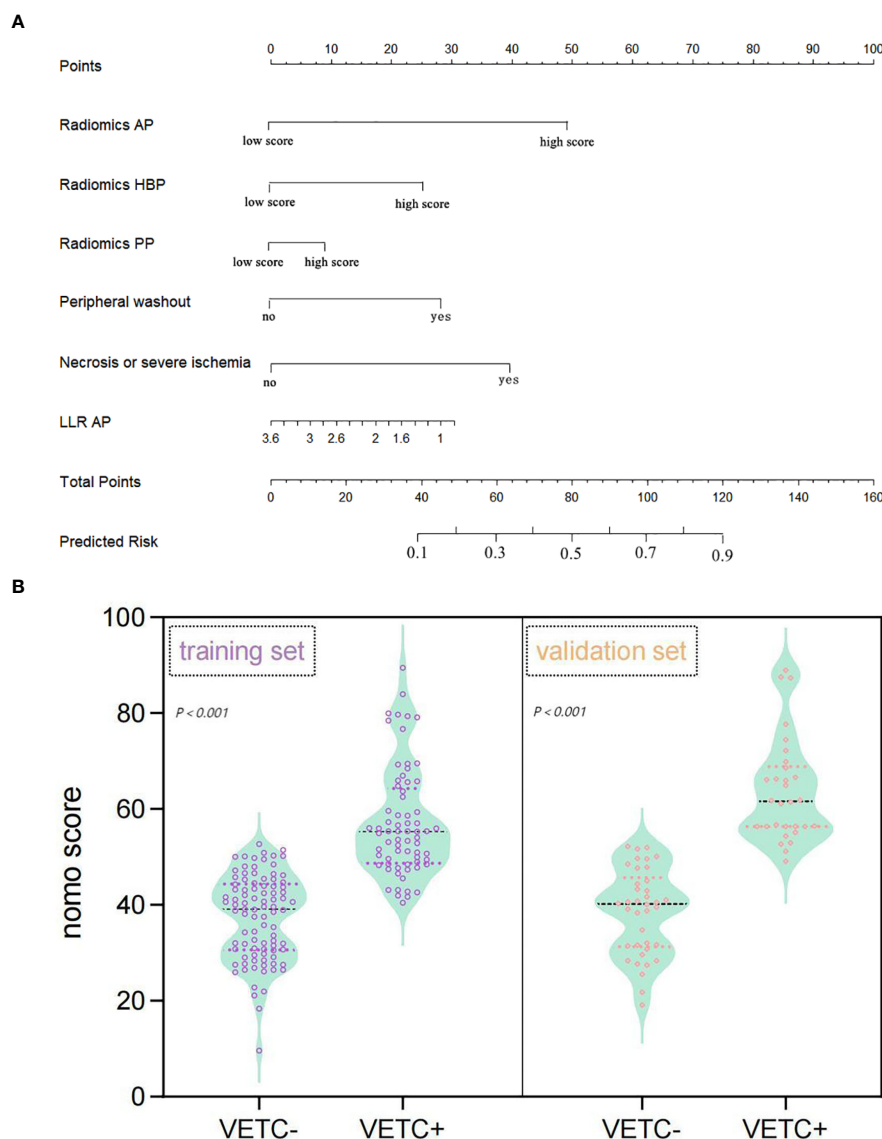 A
Points 0 10 20 30 40 50 60 70 80 90 100
Radiomics AP
low score high score
Radiomics HBP
low score high score
Radiomics PP
low score high score
Peripheral washout
no yes
Necrosis or severe ischemia
no yes
LLR AP
3.6 3 2.6 2 1.6 1
Total Points
0 20 40 60 80 100 120 140 160
Predicted Risk
0.1 0.3 0.5 0.7 0.9
B
nomo score
100
80
60
40
20
0
training set
P < 0.001
validation set
P < 0.001
VETC- VETC+ VETC- VETC+